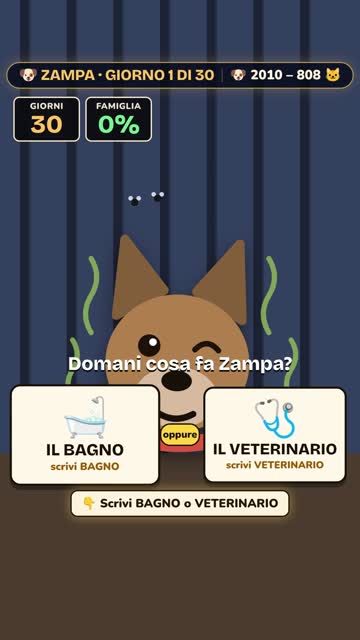 🐶 ZAMPA · GIORNO 1 DI 30 | 🐶 2010 – 808 🐱
GIORNI
30
FAMIGLIA
0%
Domani cosa fa Zampa?
IL BAGNO
scrivi BAGNO
oppure
IL VETERINARIO
scrivi VETERINARIO
👇 Scrivi BAGNO o VETERINARIO